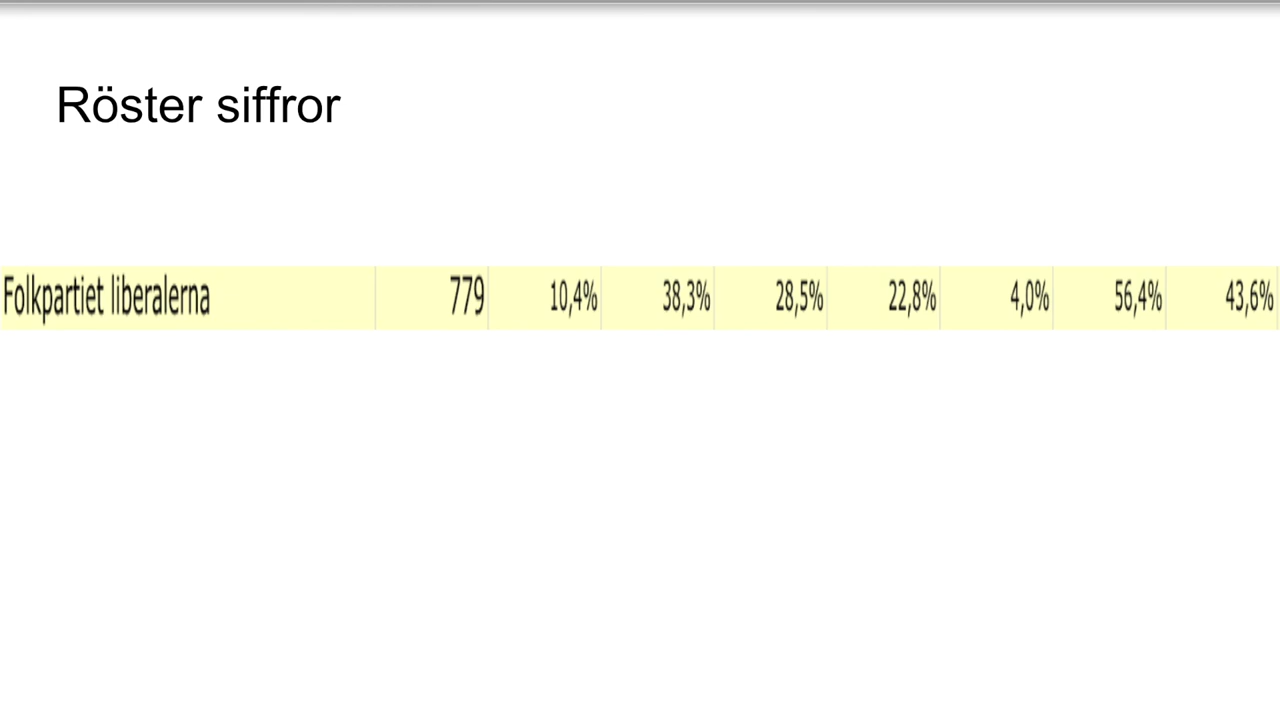 Röster siffror
Folkpartiet liberalerna 779 10,4% 38,3% 28,5% 22,8% 4,0% 56,4% 43,6%